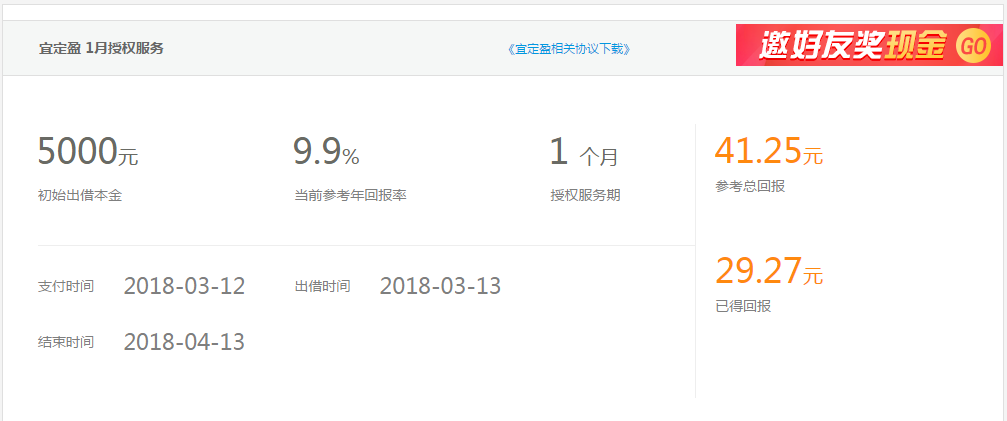 宜定盈 1月授权服务
《宜定盈相关协议下载》
邀好友奖现金 GO
5000元
9.9%
1 个月
41.25元
初始出借本金
当前参考年回报率
授权服务期
参考总回报
29.27元
已得回报
支付时间 2018-03-12
出借时间 2018-03-13
结束时间 2018-04-13